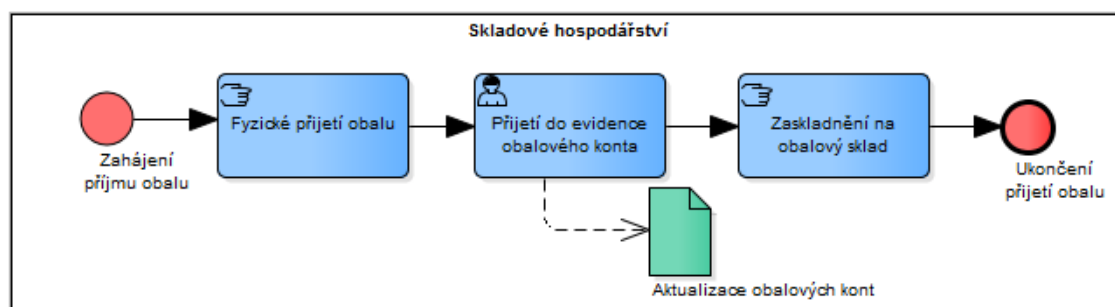 Skladové hospodářství
Fyzické přijetí obalu
Přijetí do evidence
obalového konta
Zaskladnění na
obalový sklad
Zahájení
příjmu obalu
Ukončení
přijetí obalu
Aktualizace obalových kont